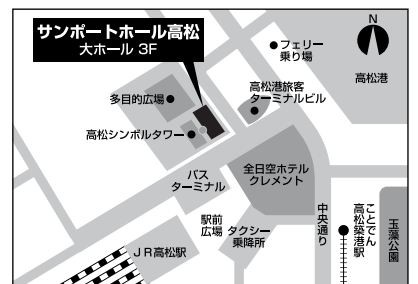 サンポートホール高松
大ホール 3F
N
フェリー
乗り場
高松港
多目的広場
高松港旅客
ターミナルビル
高松シンボルタワー
バス
ターミナル
全日空ホテル
クレメント
駅前
広場
タクシー
乗降所
中央通り
ことでん
高松築港駅
玉藻公園
JR高松駅